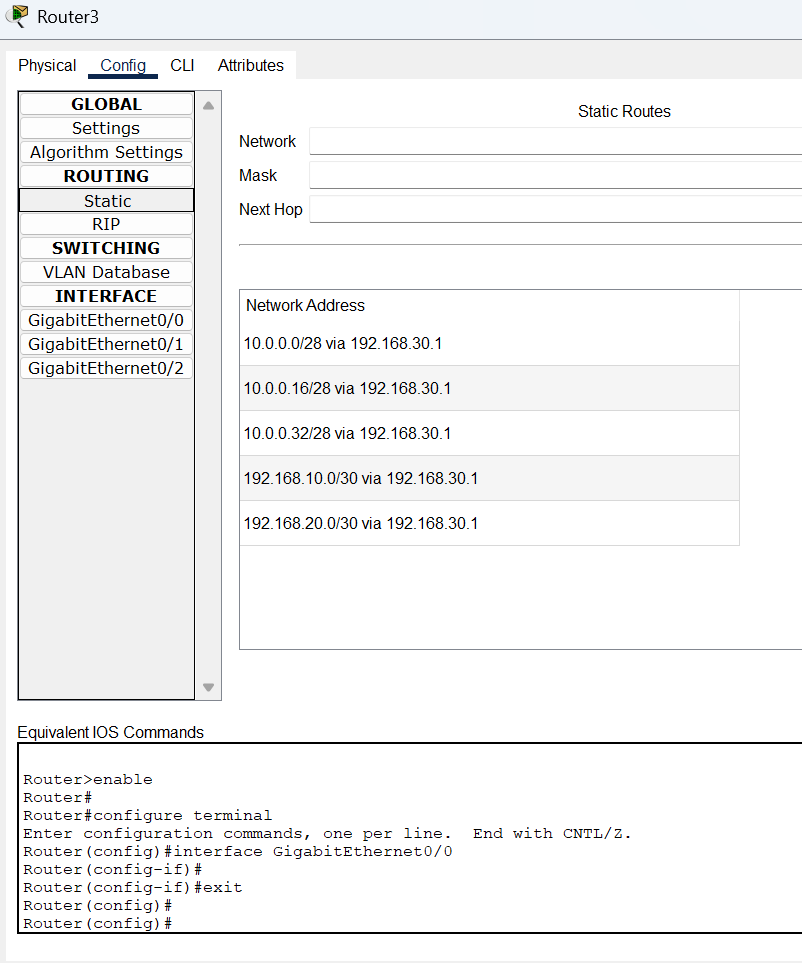 Router3
Physical Config CLI Attributes
GLOBAL
Settings
Algorithm Settings
ROUTING
Static
RIP
SWITCHING
VLAN Database
INTERFACE
GigabitEthernet0/0
GigabitEthernet0/1
GigabitEthernet0/2
Static Routes
Network
Mask
Next Hop
Network Address
10.0.0.0/28 via 192.168.30.1
10.0.0.16/28 via 192.168.30.1
10.0.0.32/28 via 192.168.30.1
192.168.10.0/30 via 192.168.30.1
192.168.20.0/30 via 192.168.30.1
Equivalent IOS Commands
Router>enable
Router#
Router#configure terminal
Enter configuration commands, one per line.  End with CNTL/Z.
Router(config)#interface GigabitEthernet0/0
Router(config-if)#
Router(config-if)#exit
Router(config)#
Router(config)#